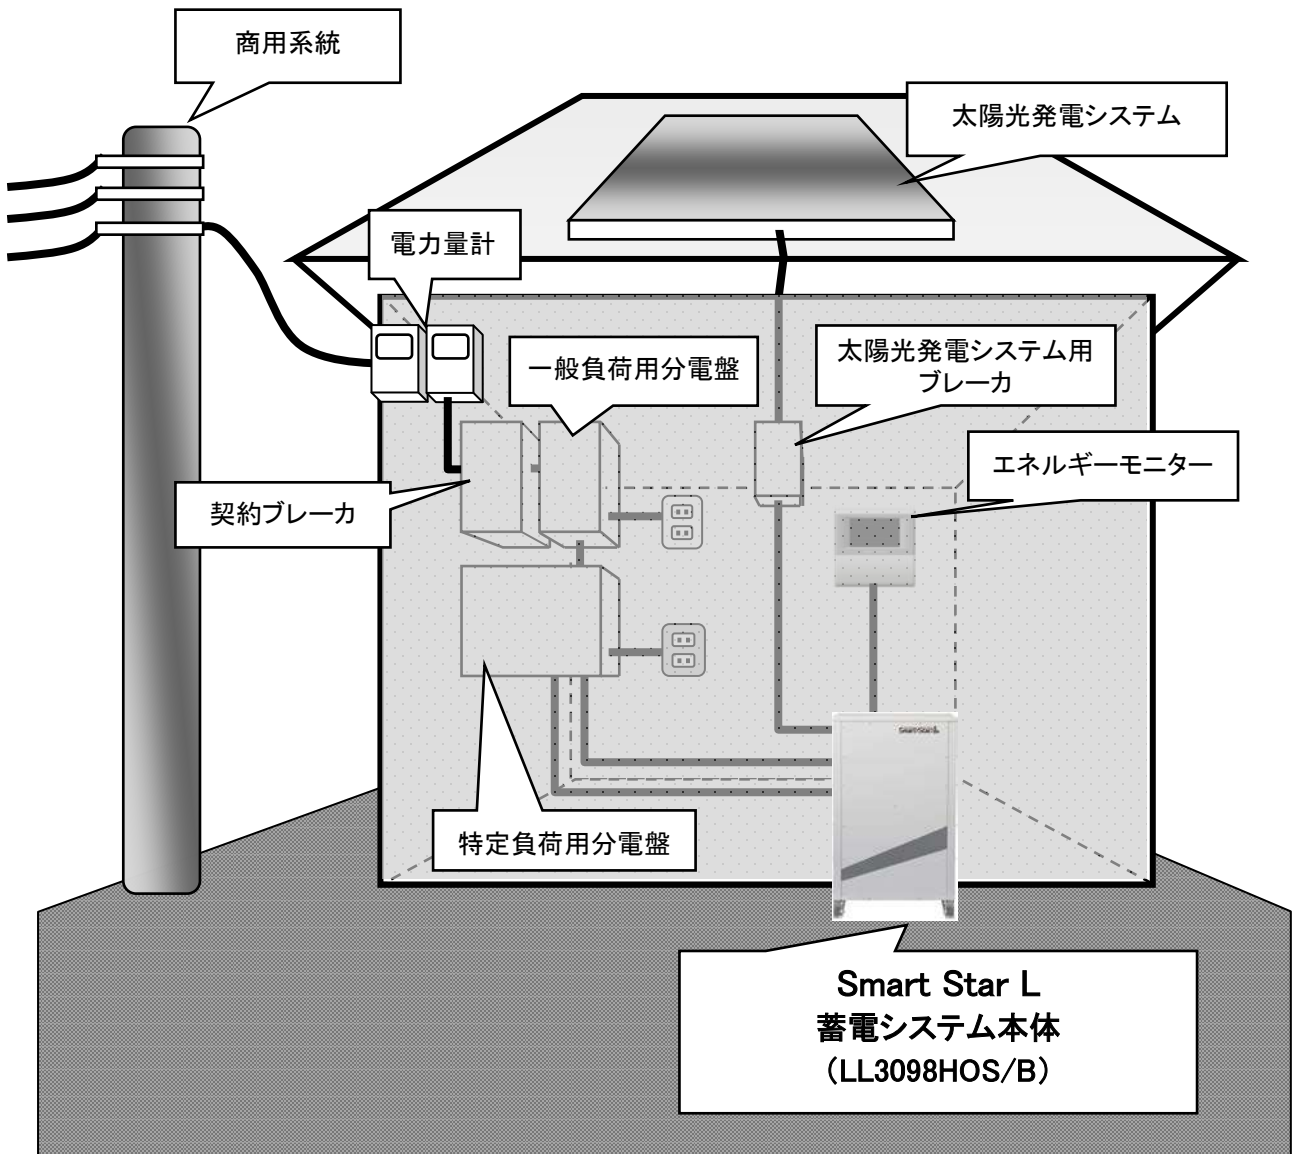 商用系統
太陽光発電システム
電力量計
一般負荷用分電盤
太陽光発電システム用
ブレーカ
エネルギーモニター
契約ブレーカ
SmartStar L
特定負荷用分電盤
Smart Star L
蓄電システム本体
（LL3098HOS/B）